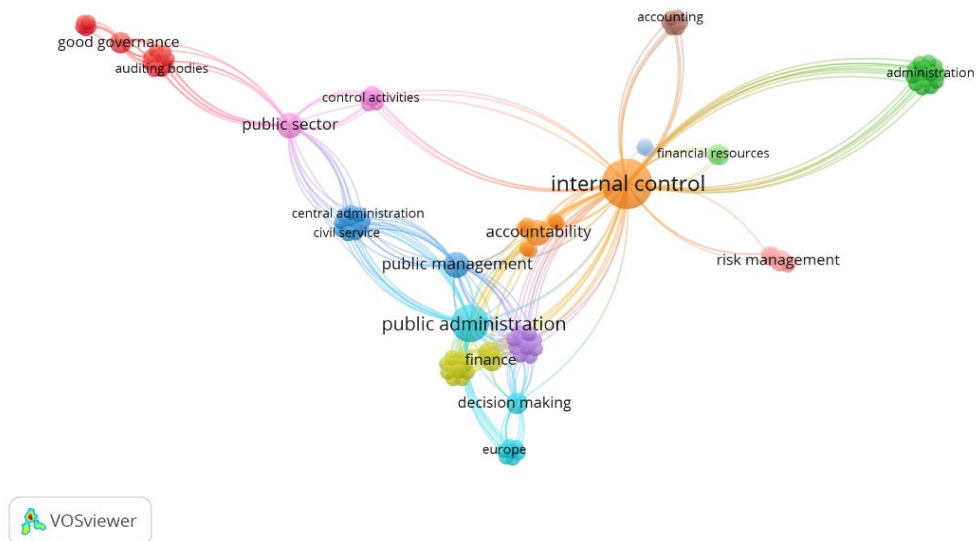 accounting
good governance
auditing bodies
administration
control activities
public sector
financial resources
internal control
central administration
civil service
accountability
public management
risk management
public administration
finance
decision making
europe
VOSviewer